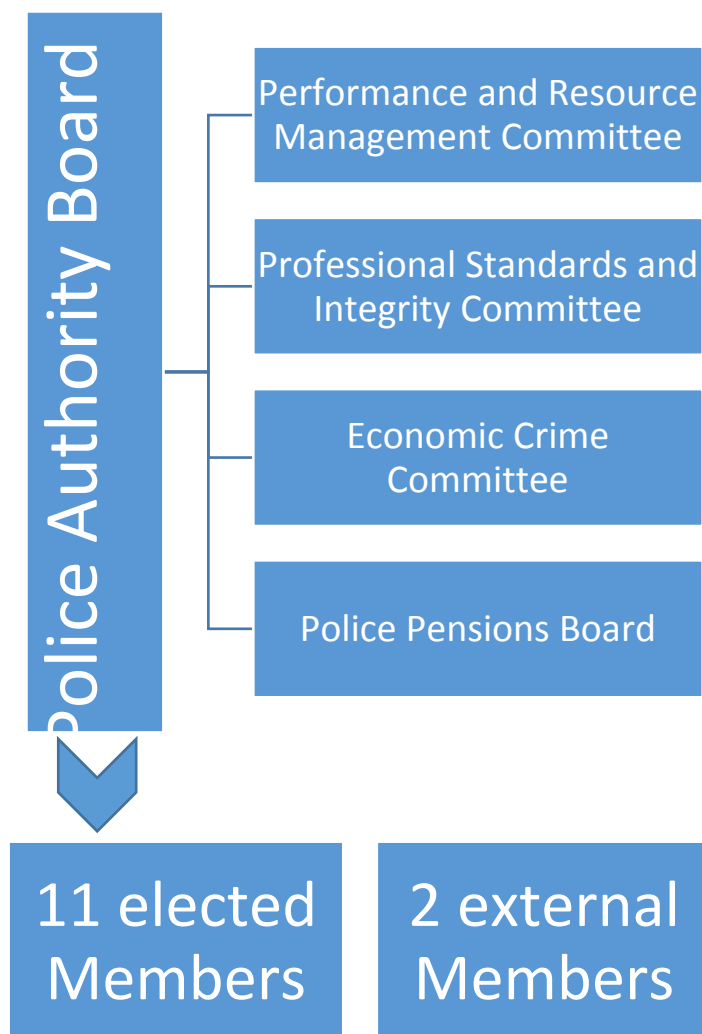 Police Authority Board
Performance and Resource
Management Committee
Professional Standards and
Integrity Committee
Economic Crime
Committee
Police Pensions Board
11 elected
Members
2 external
Members